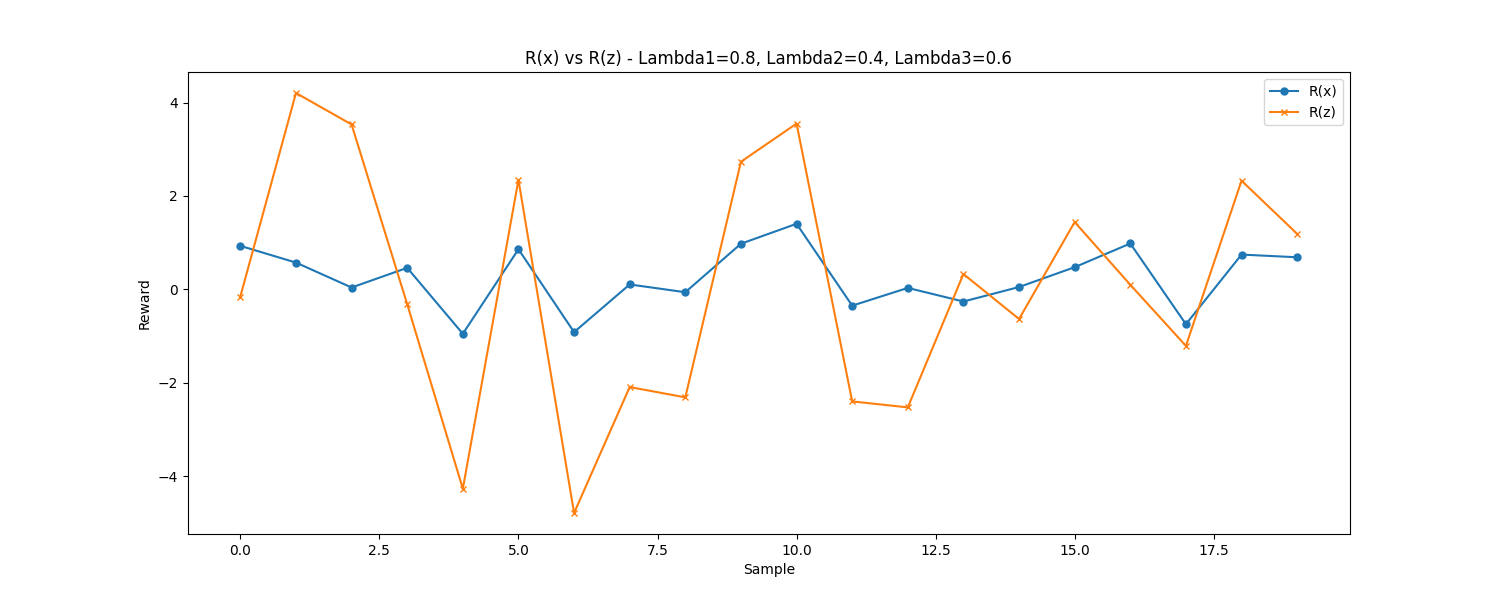 R(x) vs R(z) - Lambda1=0.8, Lambda2=0.4, Lambda3=0.6
R(x)
R(z)
4
2
0
−2
−4
Reward
0.0 2.5 5.0 7.5 10.0 12.5 15.0 17.5
Sample